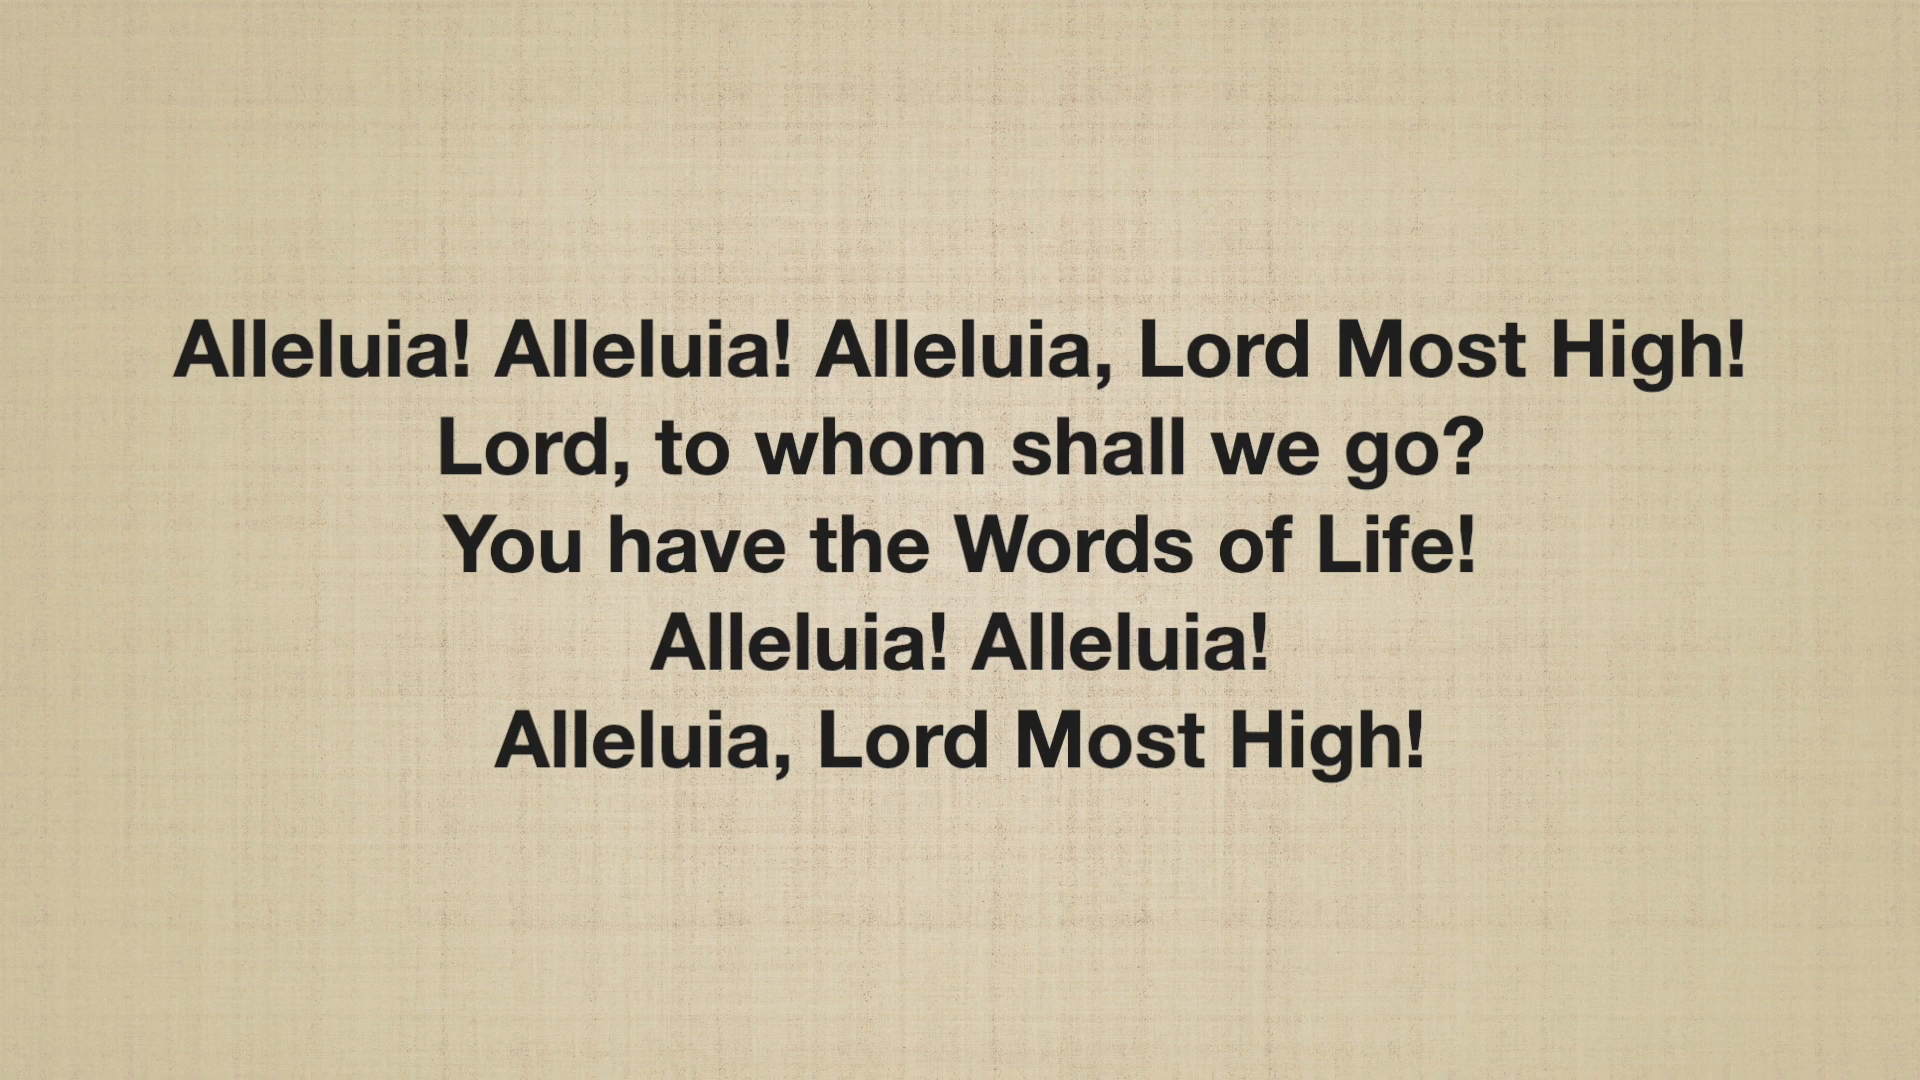 Alleluia! Alleluia! Alleluia, Lord Most High!
Lord, to whom shall we go?
You have the Words of Life!
Alleluia! Alleluia!
Alleluia, Lord Most High!